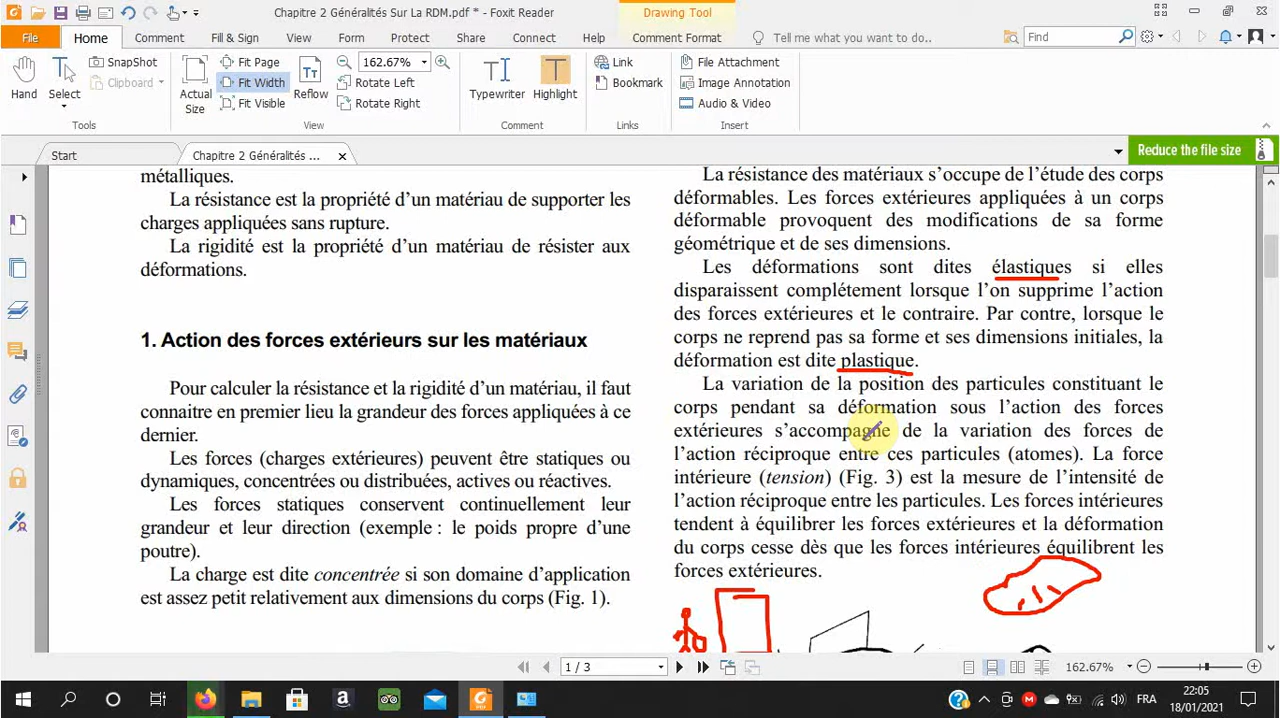 Chapitre 2 Généralités Sur La RDM.pdf * - Foxit Reader
Drawing Tool
File Home Comment Fill & Sign View Form Protect Share Connect Help Comment Format Tell me what you want to do.. Find
Hand
Select
SnapShot
Clipboard
Tools
Actual Size
Fit Page
Fit Width
Fit Visible
Reflow
162.67%
Rotate Left
Rotate Right
View
Typewriter
Highlight
Comment
Link
Bookmark
Links
File Attachment
Image Annotation
Audio & Video
Insert
Start
Chapitre 2 Généralités ...
Reduce the file size
métalliques.
La résistance est la propriété d'un matériau de supporter les
charges appliquées sans rupture.
La rigidité est la propriété d'un matériau de résister aux
déformations.
1. Action des forces extérieurs sur les matériaux
Pour calculer la résistance et la rigidité d'un matériau, il faut
connaitre en premier lieu la grandeur des forces appliquées à ce
dernier.
Les forces (charges extérieures) peuvent être statiques ou
dynamiques, concentrées ou distribuées, actives ou réactives.
Les forces statiques conservent continuellement leur
grandeur et leur direction (exemple : le poids propre d'une
poutre).
La charge est dite concentrée si son domaine d'application
est assez petit relativement aux dimensions du corps (Fig. 1).
La résistance des matériaux s'occupe de l'étude des corps
déformables. Les forces extérieures appliquées à un corps
déformable provoquent des modifications de sa forme
géométrique et de ses dimensions.
Les déformations sont dites élastiques si elles
disparaissent complétement lorsque l'on supprime l'action
des forces extérieures et le contraire. Par contre, lorsque le
corps ne reprend pas sa forme et ses dimensions initiales, la
déformation est dite plastique.
La variation de la position des particules constituant le
corps pendant sa déformation sous l'action des forces
extérieures s'accompagne de la variation des forces de
l'action réciproque entre ces particules (atomes). La force
intérieure (tension) (Fig. 3) est la mesure de l'intensité de
l'action réciproque entre les particules. Les forces intérieures
tendent à équilibrer les forces extérieures et la déformation
du corps cesse dès que les forces intérieures équilibrent les
forces extérieures.
1 / 3
162.67%
FRA
22:05
18/01/2021